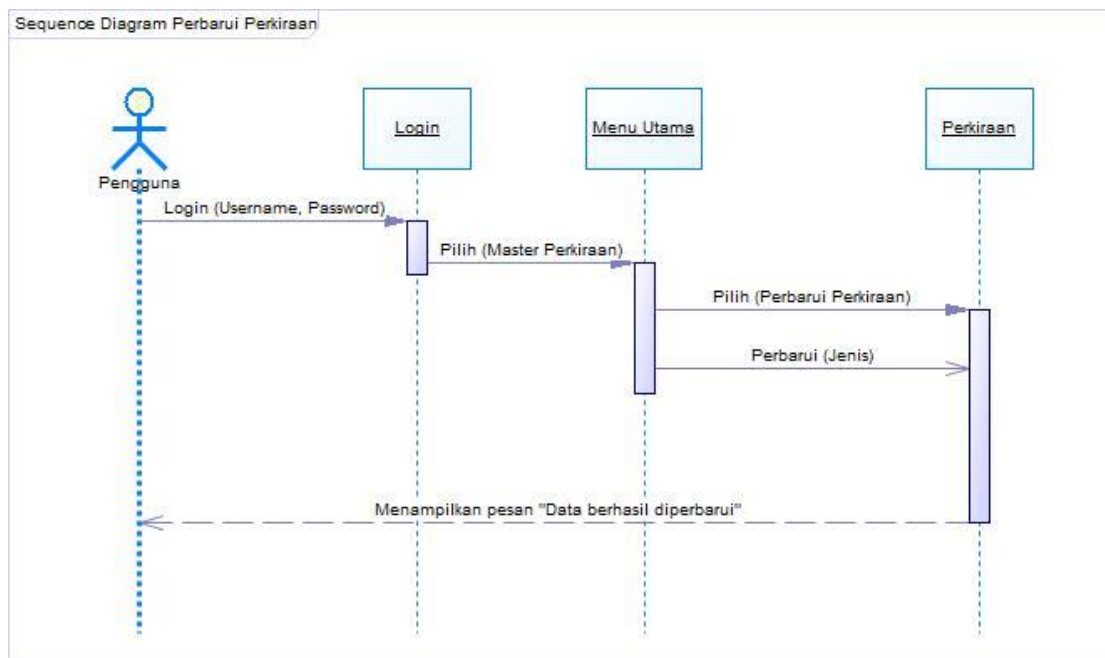 Sequence Diagram Perbarui Perkiraan
Login
Menu Utama
Perkiraan
Pengguna
Login (Username, Password)
Pilih (Master Perkiraan)
Pilih (Perbarui Perkiraan)
Perbarui (Jenis)
Menampilkan pesan "Data berhasil diperbarui"